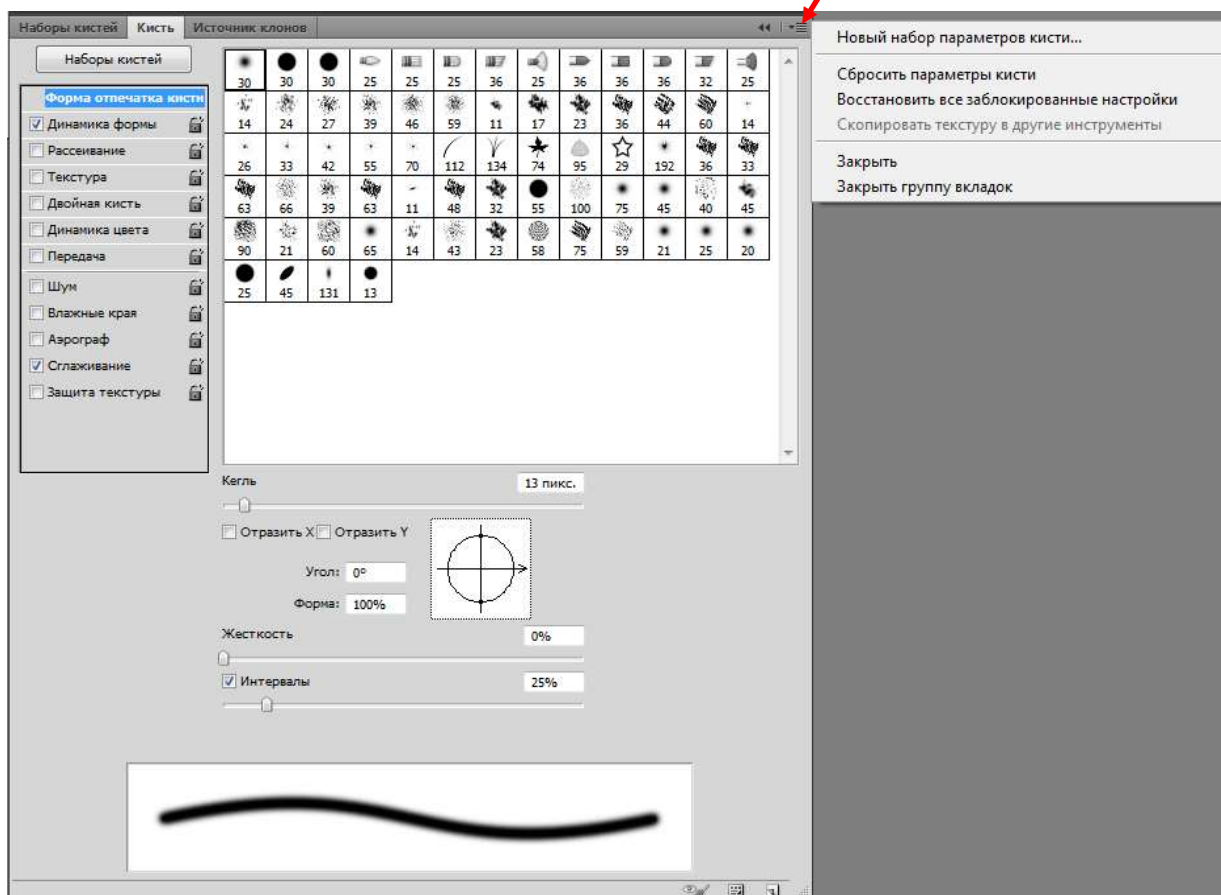 Наборы кистей Кисть Источник клонов
Наборы кистей
Форма отпечатка кисти
Динамика формы
Рассеивание
Текстура
Двойная кисть
Динамика цвета
Передача
Шум
Влажные края
Аэрограф
Сглаживание
Защита текстуры
30 30 30 25 25 25 36 25 36 36 36 32 25
14 24 27 39 46 59 11 17 23 36 44 60 14
26 33 42 55 70 112 134 74 95 29 192 36 33
63 66 39 63 11 48 32 55 100 75 45 40 45
90 21 60 65 14 43 23 58 75 59 21 25 20
25 45 131 13
Кегль 13 пикс.
Отразить X Отразить Y
Угол: 0º
Форма: 100%
Жесткость 0%
Интервалы 25%
Новый набор параметров кисти...
Сбросить параметры кисти
Восстановить все заблокированные настройки
Скопировать текстуру в другие инструменты
Закрыть
Закрыть группу вкладок